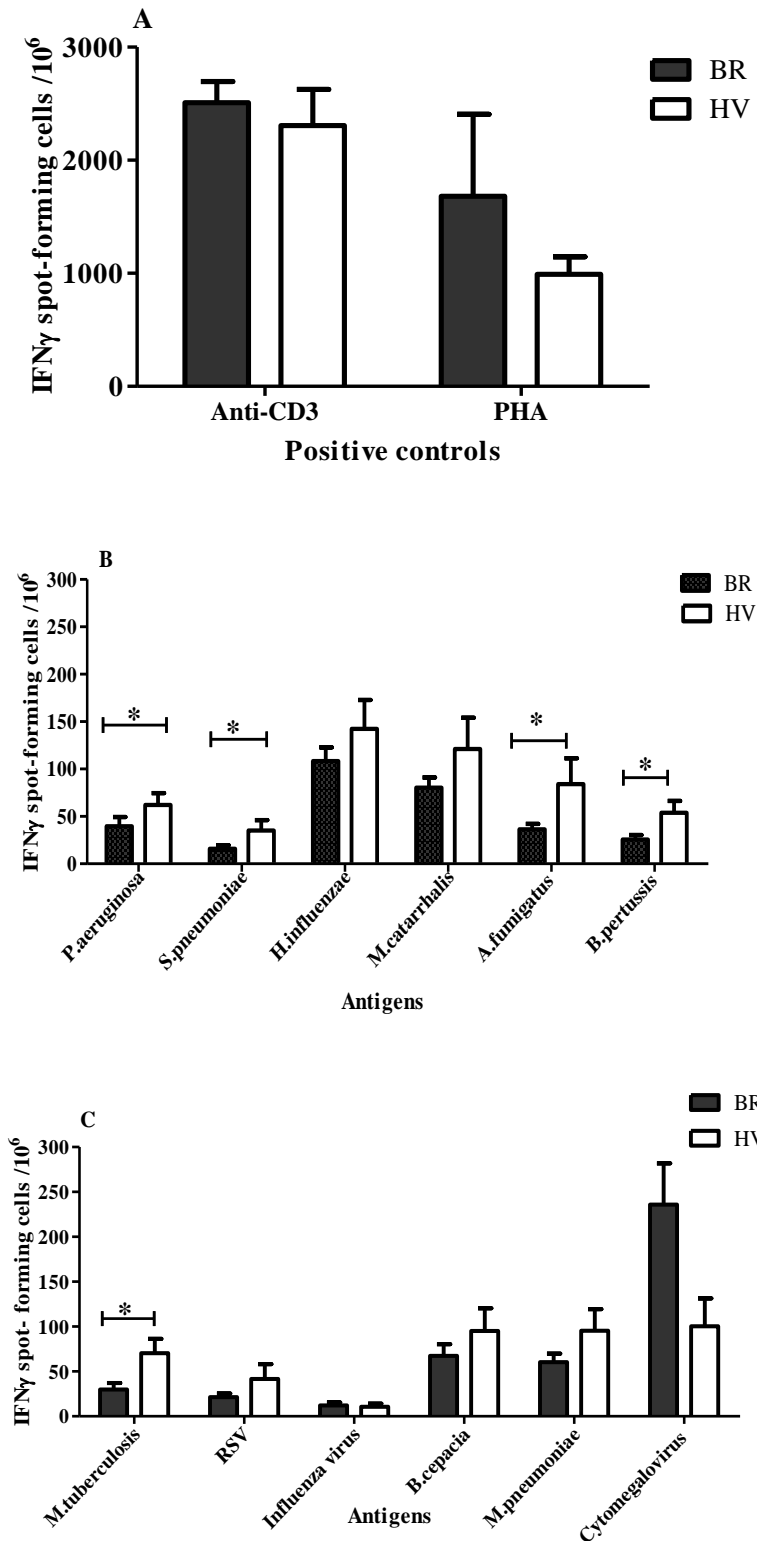 A
IFNγ spot-forming cells /10⁶
3000
2000
1000
0
BR
HV
Anti-CD3 PHA
Positive controls
B
IFNγ spot-forming cells /10⁶
300
250
200
150
100
50
0
BR
HV
*
*
*
*
P.aeruginosa
S.pneumoniae
H.influenzae
M.catarrhalis
A.fumigatus
B.pertussis
Antigens
C
IFNγ spot- forming cells /10⁶
300
250
200
150
100
50
0
BR
HV
*
M.tuberculosis
RSV
Influenza virus
B.cepacia
M.pneumoniae
Cytomegalovirus
Antigens